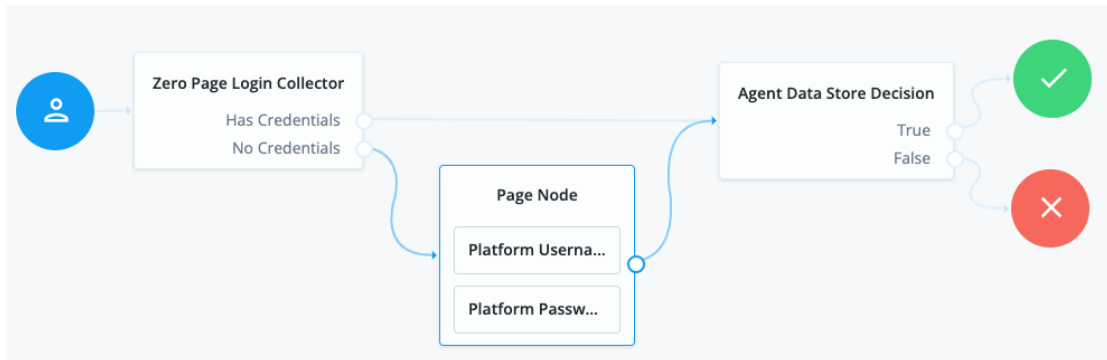 Zero Page Login Collector
Has Credentials
No Credentials
Page Node
Platform Userna...
Platform Passw...
Agent Data Store Decision
True
False